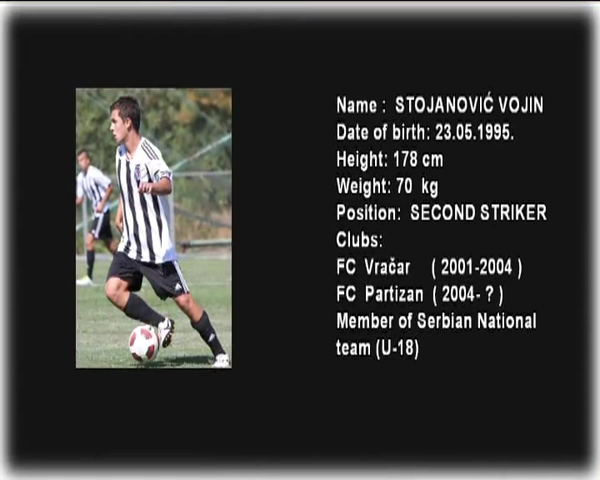 Name : STOJANOVIĆ VOJIN
Date of birth: 23.05.1995.
Height: 178 cm
Weight: 70 kg
Position: SECOND STRIKER
Clubs:
FC Vračar ( 2001-2004 )
FC Partizan ( 2004- ? )
Member of Serbian National
team (U-18)